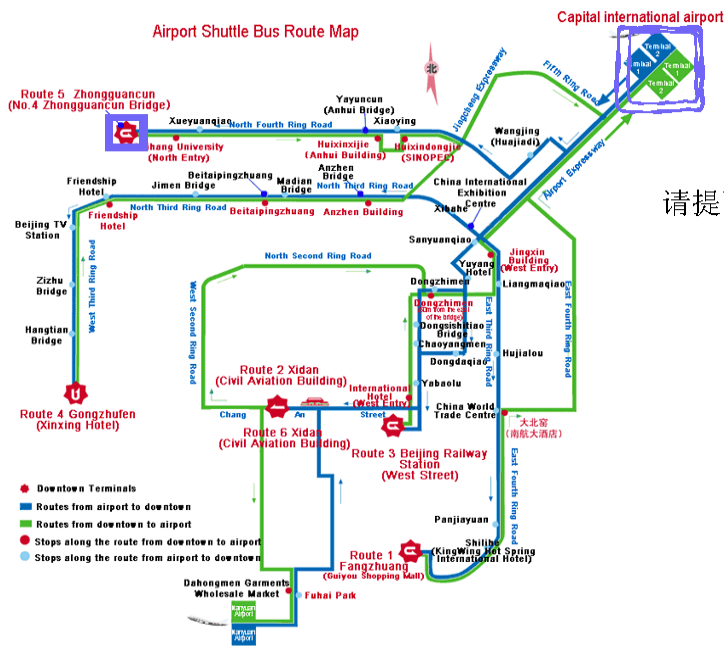 Capital international airport
Airport Shuttle Bus Route Map
Terminal
2
Terminal
1
Terminal
1
Terminal
2
北
Fifth Ring Road
Jingcheng Expressway
Airport Expressway
Route 5 Zhongguancun
(No.4 Zhongguancun Bridge)
Xueyuanqiao
North Fourth Ring Road
Yayuncun
(Anhui Bridge)
Xiaoying
hang University
(North Entry)
Huixinxijie
(Anhui Building)
Huixindongjie
(SINOPEC)
Wangjing
(Huajiadi)
请提
Friendship
Hotel
Jimen Bridge
Beitaipingzhuang
Madian
Bridge
Anzhen
Bridge
North Third Ring Road
China International
Exhibition
Centre
Friendship
Hotel
North Third Ring Road
Beitaipingzhuang
Anzhen Building
Xibahe
Beijing TV
Station
Sanyuanqiao
Jingxin
Building
(West Entry)
Yuyang
Hotel
North Second Ring Road
Zizhu
Bridge
West Third Ring Road
West Second Ring Road
Dongzhimen
Liangmaqiao
Dongzhimen
of the bridge)
East Third Ring Road
East Fourth Ring Road
Hangtian
Bridge
Dongsishitiao
Bridge
Chaoyangmen
Dongdaqiao
Hujialou
Route 2 Xidan
(Civil Aviation Building)
Yabaolu
International
Hotel
(West Entry)
Route 4 Gongzhufen
(Xinxing Hotel)
Chang An Street
China World
Trade Centre
大北窑
(南航大酒店)
Route 6 Xidan
(Civil Aviation Building)
Route 3 Beijing Railway
Station
(West Street)
East Fourth Ring Road
Downtown Terminals
Routes from airport to downtown
Routes from downtown to airport
Stops along the route from downtown to airport
Stops along the route from airport to downtown
Panjiayuan
Shilihe
(KingWing Hot Spring
International Hotel)
Route 1
Fangzhuang
(Guiyou Shopping Mall)
Dahongmen Garments
Wholesale Market
Fuhai Park
Nanyuan
Airport
Nanyuan
Airport